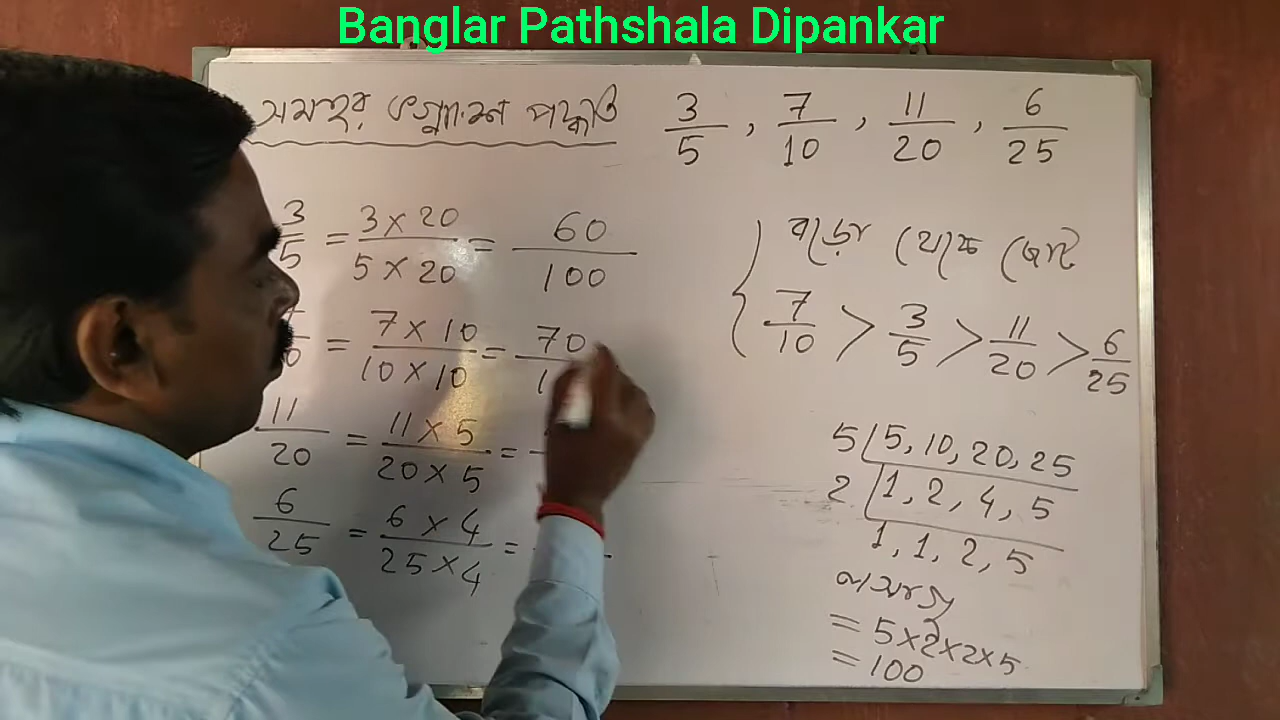 Banglar Pathshala Dipankar
সমহর ভগ্নাংশ পদ্ধতি 3/5 , 7/10 , 11/20 , 6/25
3/5 = 3 × 20 / 5 × 20 = 60/100
= 7 × 10 / 10 × 10 = 70
11/20 = 11 × 5 / 20 × 5 =
6/25 = 6 × 4 / 25 × 4 =
বড়ো থেকে ছোট
7/10 > 3/5 > 11/20 > 6/25
5 | 5, 10, 20, 25
2 | 1, 2, 4, 5
1, 1, 2, 5
ল সা গু
= 5×2×2×5
= 100